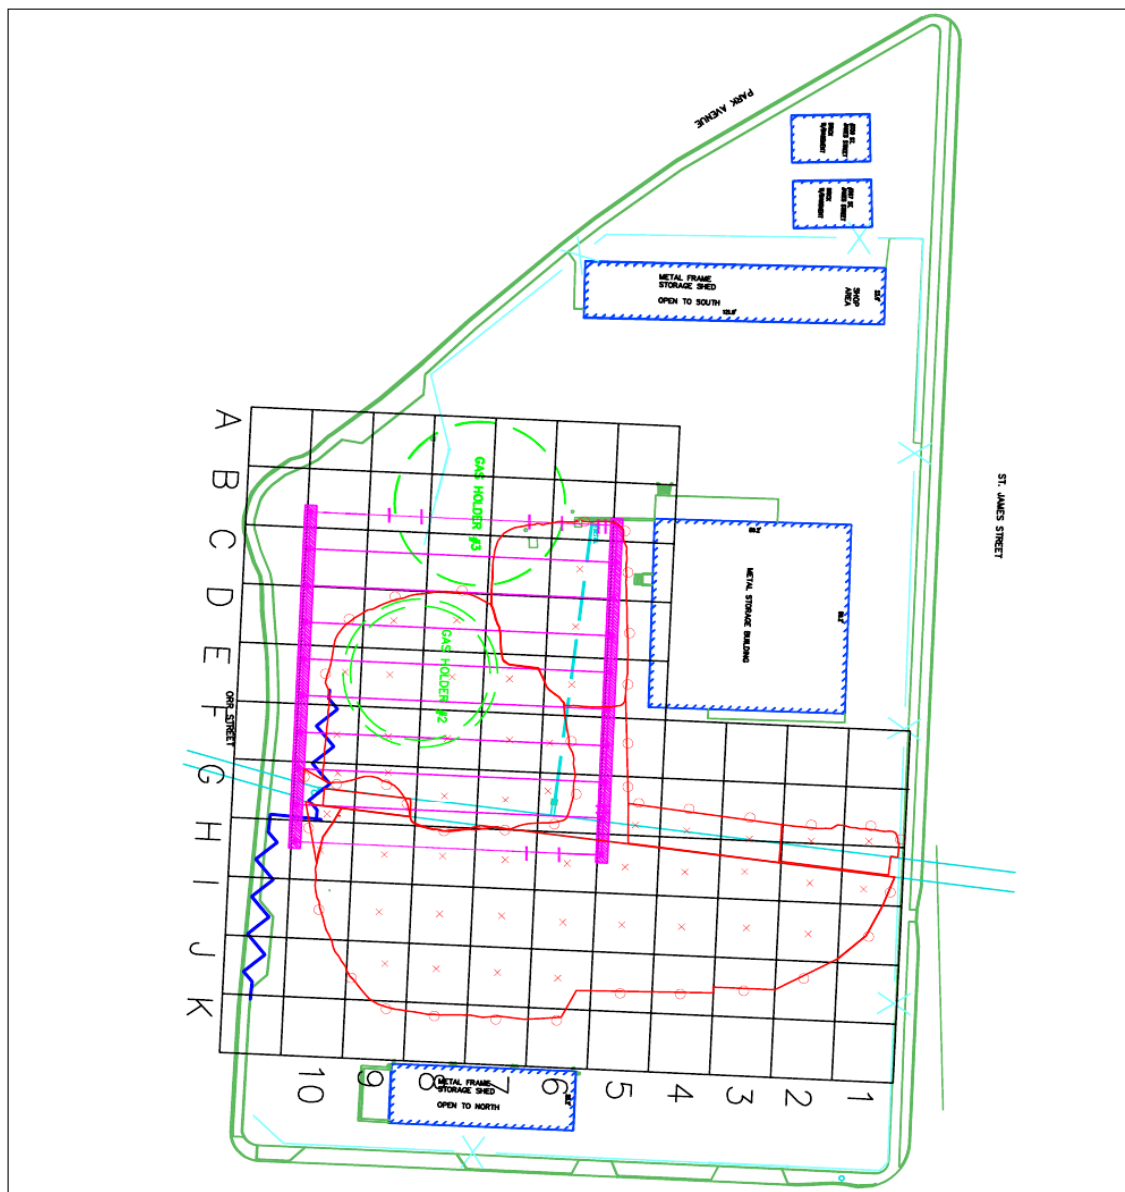 PARK AVENUE
METAL FRAME
STORAGE SHED
OPEN TO SOUTH
SHOP
AREA
ST. JAMES STREET
A
B
C
D
E
F
G
H
I
J
K
GAS HOLDER #3
GAS HOLDER #2
METAL STORAGE BUILDING
ORR STREET
10
9
8
7
6
5
4
3
2
1
METAL FRAME
STORAGE SHED
OPEN TO NORTH